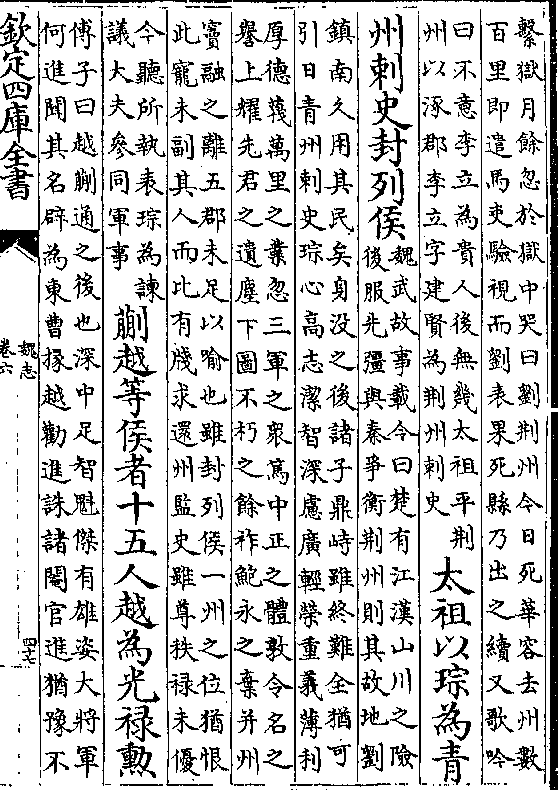 繫獄月餘忽於獄中哭曰劉荆州今日死華容去州數
百里即遣馬吏驗視而劉表果死縣乃出之續又歌吟
曰不意李立為貴人後無幾太祖平荆
州以涿郡李立字建賢為荆州刺史
太祖以琮為青
州刺史封列侯
魏武故事載令曰楚有江漢山川之險
後服先彊與秦爭衡荆州則其故地劉
鎮南久用其民矣身没之後諸子鼎峙雖終難全猶可
引日青州刺史琮心高志潔智深慮廣輕榮重義薄利
厚德蔑萬里之業忽三軍之衆篤中正之體敦令名之
譽上耀先君之遺塵下圖不朽之餘祚鮑永之棄并州
竇融之離五郡未足以喻也雖封列侯一州之位猶恨
此寵未副其人而比有牋求還州監史雖尊秩禄未優
今聽所執表琮為諫
議大夫參同軍事
蒯越等侯者十五人越為光禄勲
傅子曰越蒯通之後也深中足智魁傑有雄姿大將軍
何進聞其名辟為東曹掾越勸進誅諸閹官進猶豫不
欽定四庫全書
魏志
卷六
四十七